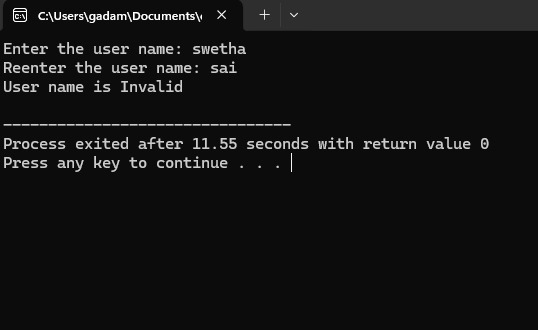 C:\Users\gadam\Documents\
Enter the user name: swetha
Reenter the user name: sai
User name is Invalid
--------------------------------
Process exited after 11.55 seconds with return value 0
Press any key to continue . . .